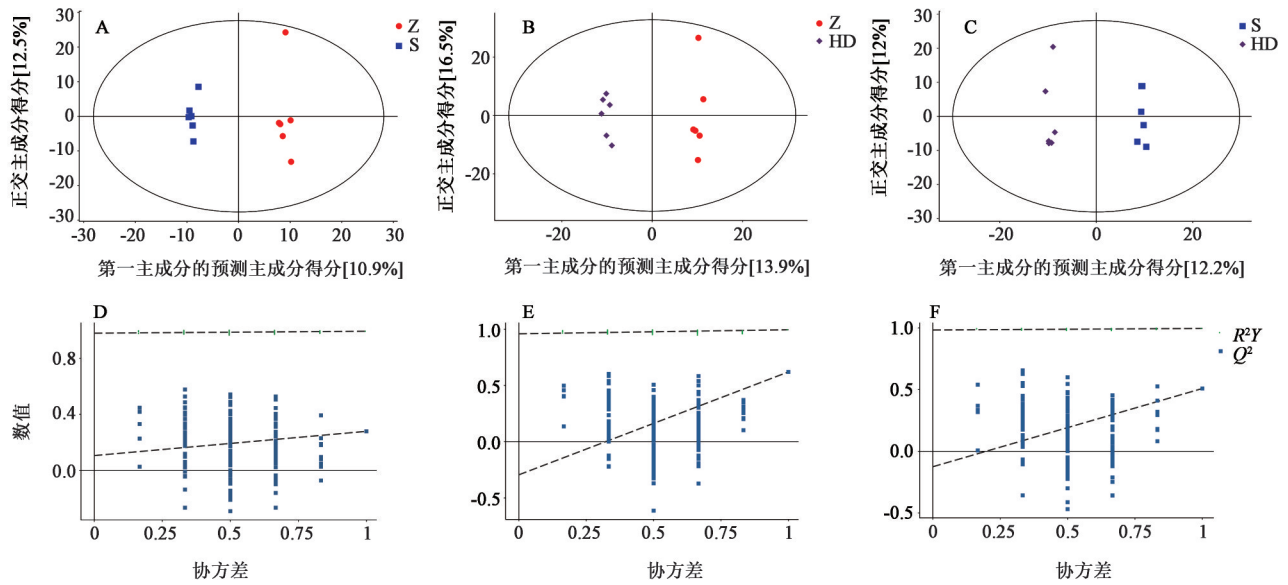 A
Z
S
正交主成分得分[12.5%]
30
20
10
0
-10
-20
-30
-30
-20
-10
0
10
20
30
第一主成分的预测主成分得分[10.9%]
B
Z
HD
正交主成分得分[16.5%]
20
0
-20
-20
0
20
第一主成分的预测主成分得分[13.9%]
C
S
HD
正交主成分得分[12%]
30
20
10
0
-10
-20
-30
-20
0
20
第一主成分的预测主成分得分[12.2%]
D
数值
0.8
0.4
0.0
0
0.25
0.5
0.75
1
协方差
E
1.0
0.5
0.0
-0.5
0
0.25
0.5
0.75
1
协方差
F
R²Y
Q²
1.0
0.5
0.0
-0.5
0
0.25
0.5
0.75
1
协方差